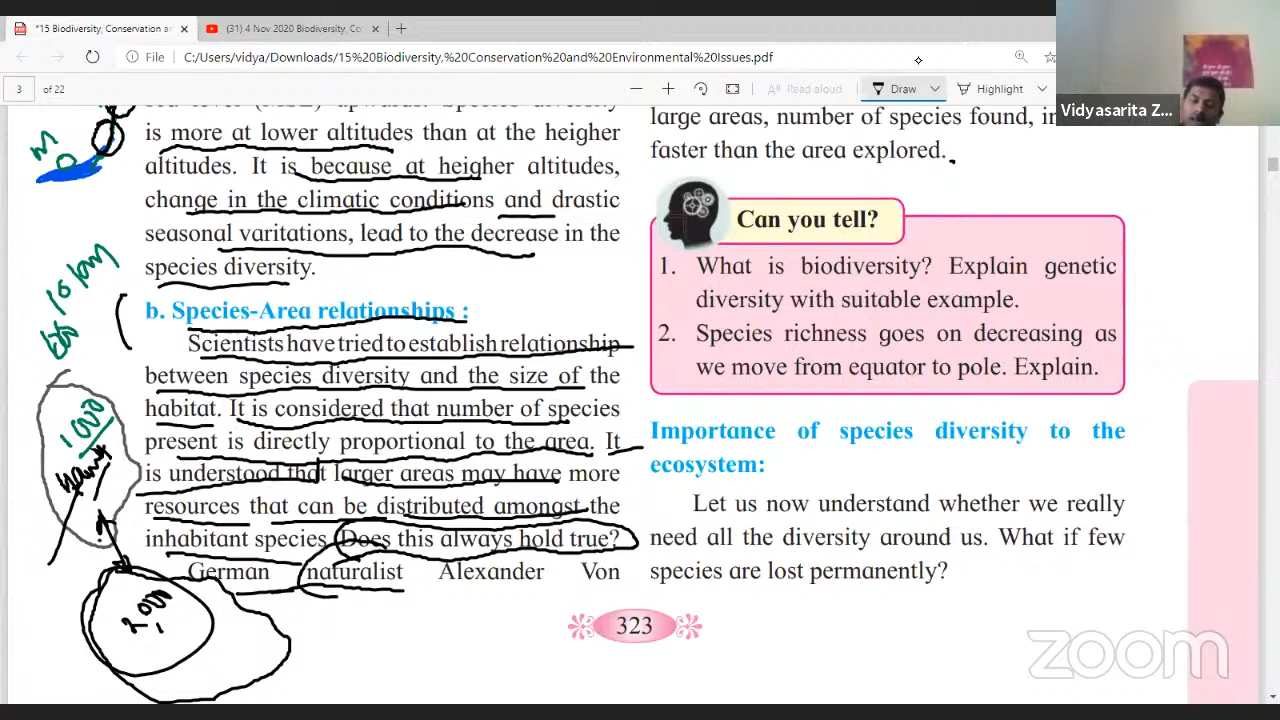 *15 Biodiversity, Conservation an
(31) 4 Nov 2020 Biodiversity, Co
File
C:/Users/vidya/Downloads/15%20Biodiversity,%20Conservation%20and%20Environmental%20Issues.pdf
3 of 22
Read aloud
Draw
Highlight
Vidyasarita Z...
is more at lower altitudes than at the heigher
altitudes. It is because at heigher altitudes,
change in the climatic conditions and drastic
seasonal varitations, lead to the decrease in the
species diversity.
b. Species-Area relationships :
Scientists have tried to establish relationship
between species diversity and the size of the
habitat. It is considered that number of species
present is directly proportional to the area. It
is understood that larger areas may have more
resources that can be distributed amongst the
inhabitant species. Does this always hold true?
German naturalist Alexander Von
1000
large areas, number of species found, in
faster than the area explored.
Can you tell?
1. What is biodiversity? Explain genetic
diversity with suitable example.
2. Species richness goes on decreasing as
we move from equator to pole. Explain.
Importance of species diversity to the
ecosystem:
Let us now understand whether we really
need all the diversity around us. What if few
species are lost permanently?
323
zoom